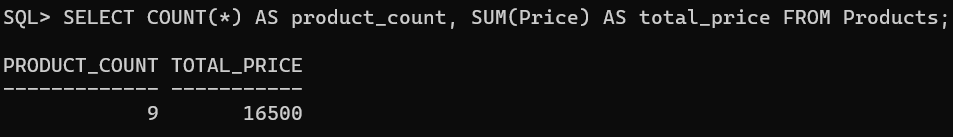 SQL> SELECT COUNT(*) AS product_count, SUM(Price) AS total_price FROM Products;
PRODUCT_COUNT TOTAL_PRICE
------------- -----------
            9       16500